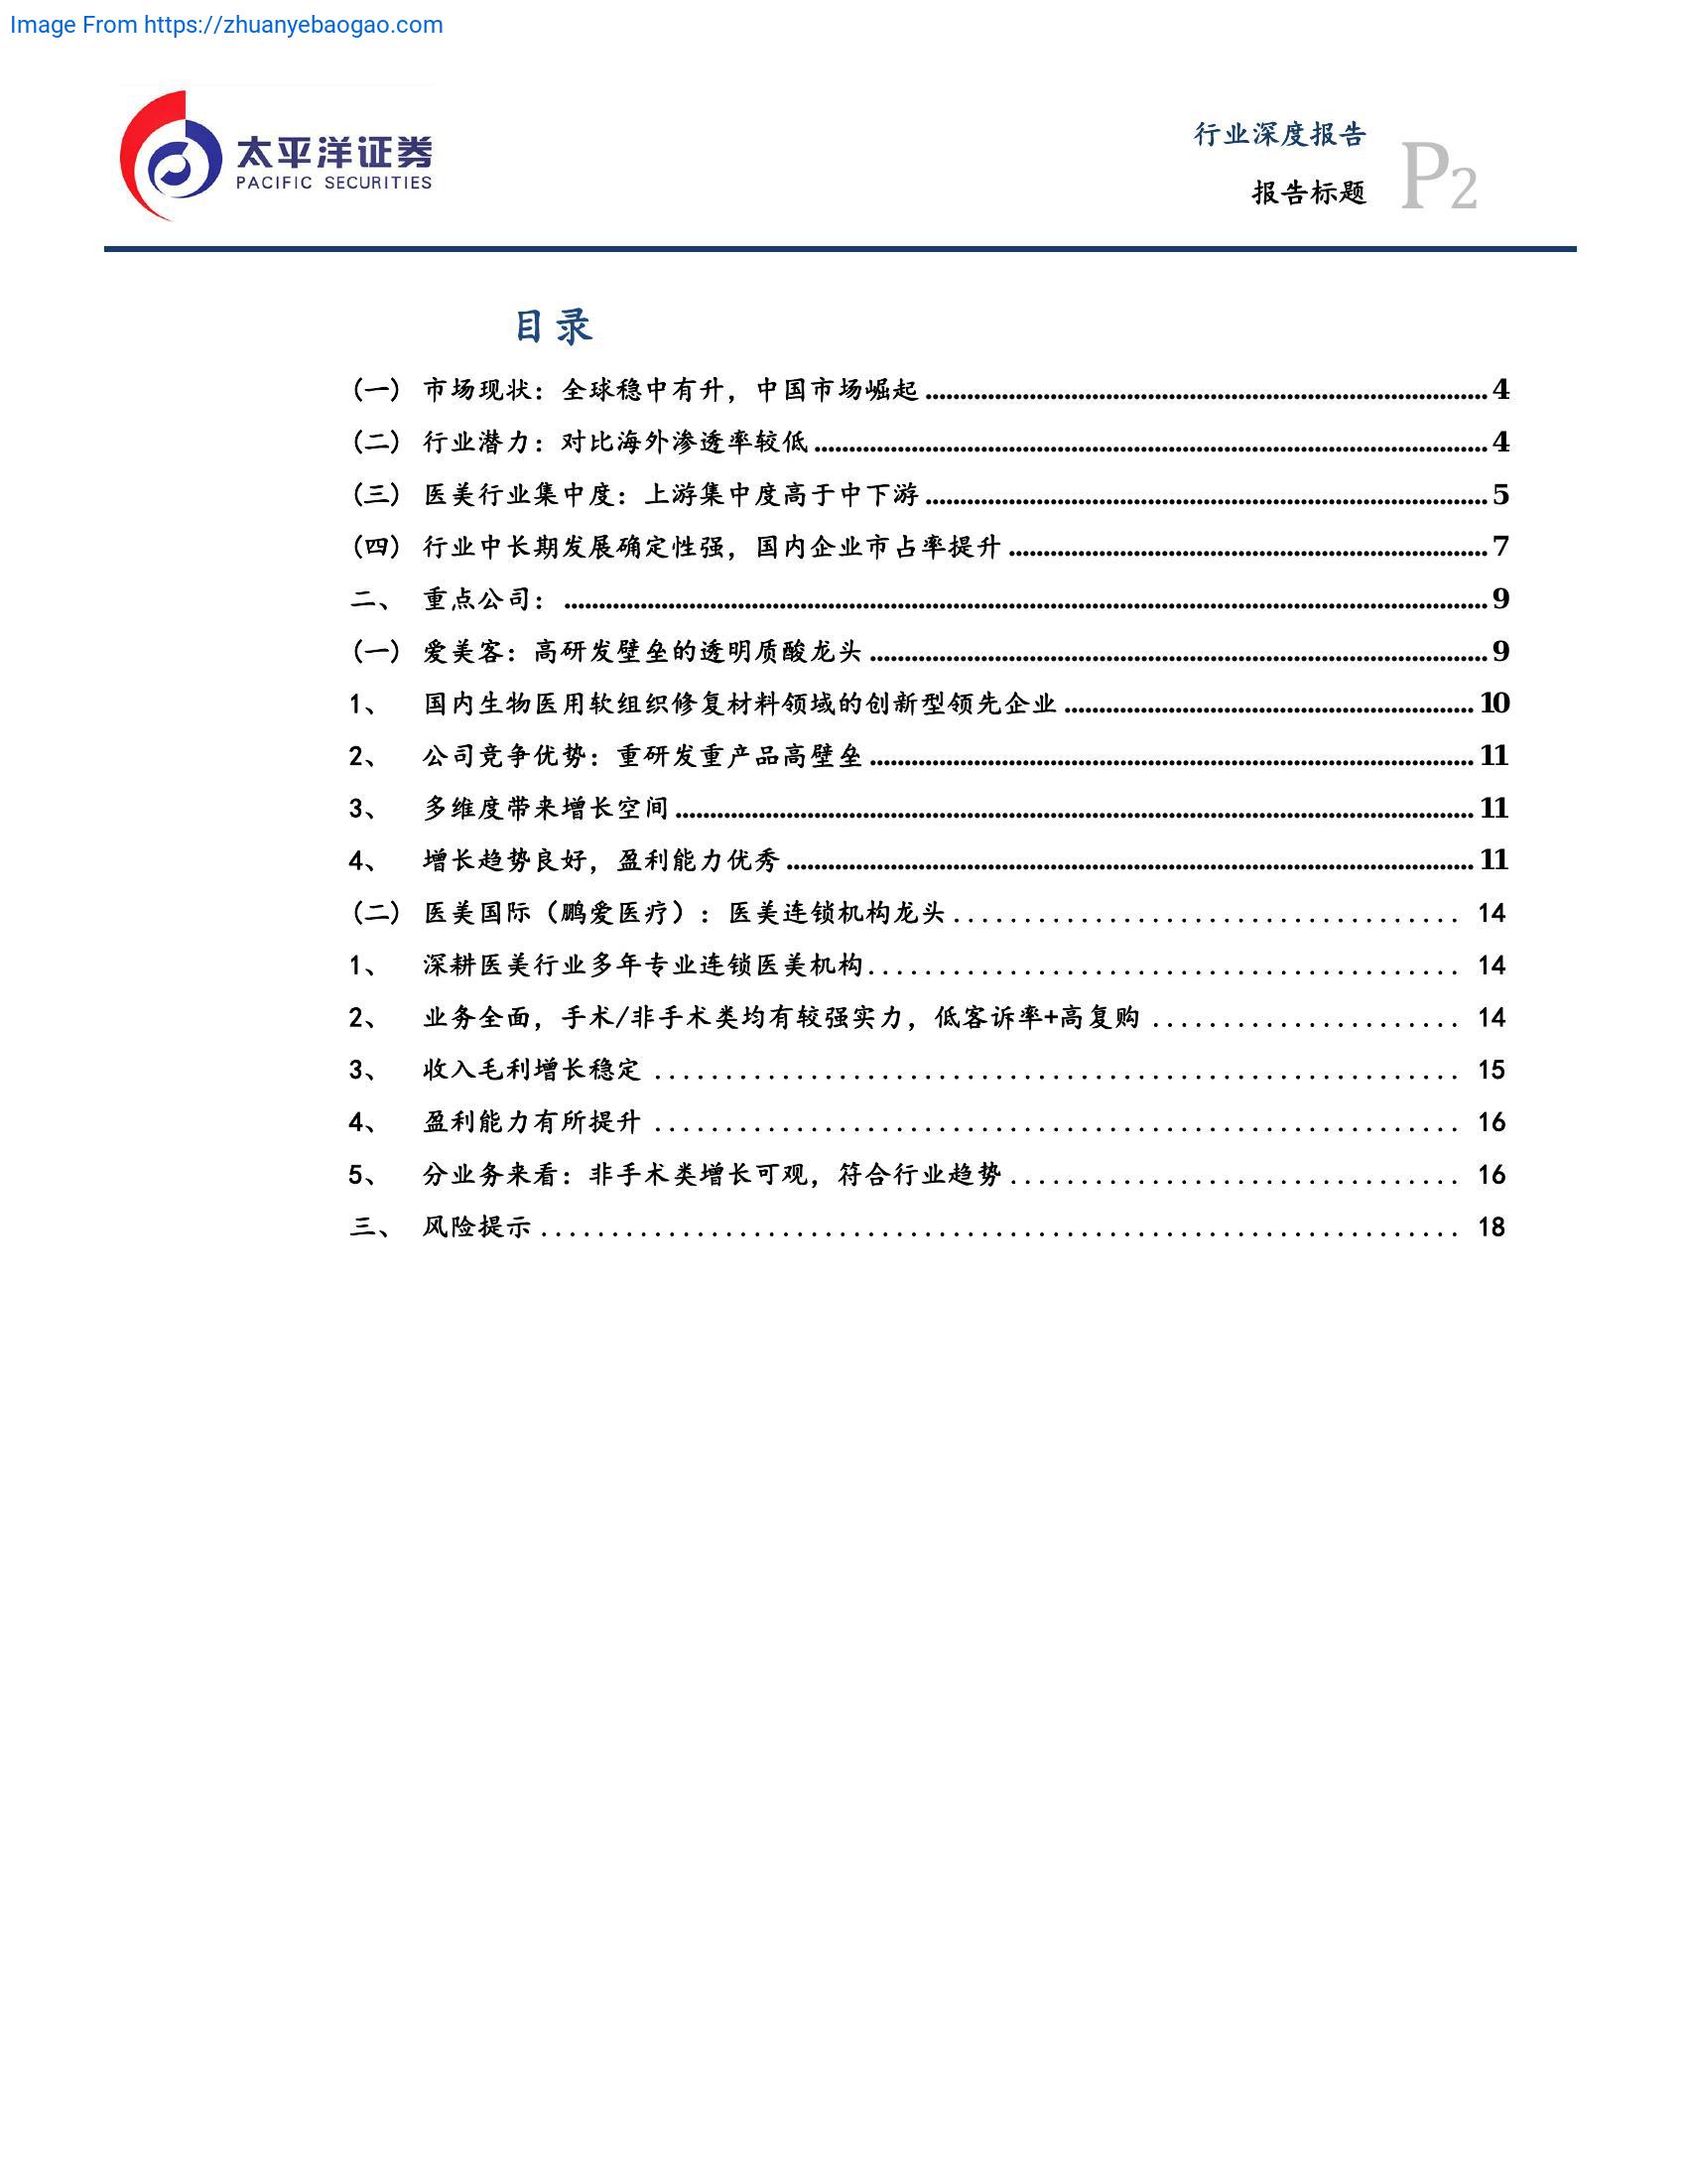 Image From https://zhuanyebaogao.com
太平洋证券
PACIFIC SECURITIES
行业深度报告
报告标题
P2
目录
(一) 市场现状：全球稳中有升，中国市场崛起 4
(二) 行业潜力：对比海外渗透率较低 4
(三) 医美行业集中度：上游集中度高于中下游 5
(四) 行业中长期发展确定性强，国内企业市占率提升 7
二、 重点公司： 9
(一) 爱美客：高研发壁垒的透明质酸龙头 9
1、 国内生物医用软组织修复材料领域的创新型领先企业 10
2、 公司竞争优势：重研发重产品高壁垒 11
3、 多维度带来增长空间 11
4、 增长趋势良好，盈利能力优秀 11
(二) 医美国际（鹏爱医疗）：医美连锁机构龙头 14
1、 深耕医美行业多年专业连锁医美机构 14
2、 业务全面，手术/非手术类均有较强实力，低客诉率+高复购 14
3、 收入毛利增长稳定 15
4、 盈利能力有所提升 16
5、 分业务来看：非手术类增长可观，符合行业趋势 16
三、 风险提示 18